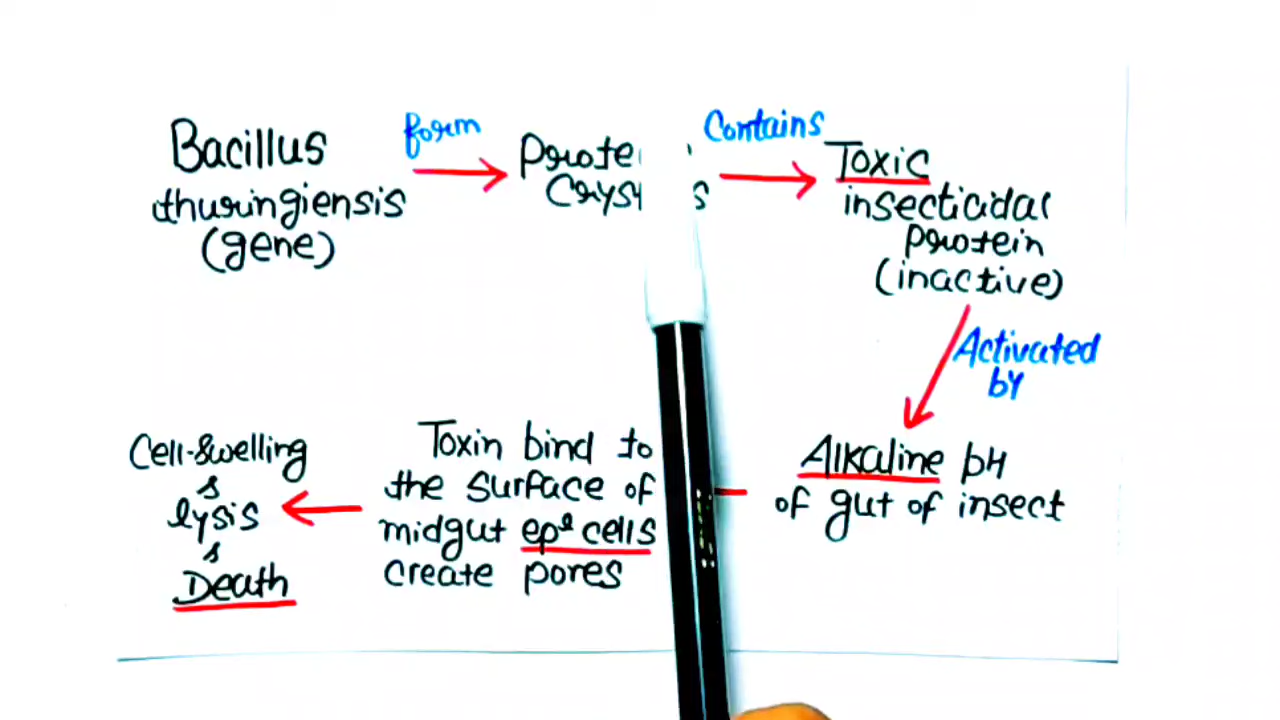 Bacillus
thuringiensis
(gene)
form
Contains
Toxic
insecticidal
protein
(inactive)
Activated
by
Alkaline pH
of gut of insect
Toxin bind to
the surface of
midgut epˡ cells
create pores
Cell-swelling
lysis
Death